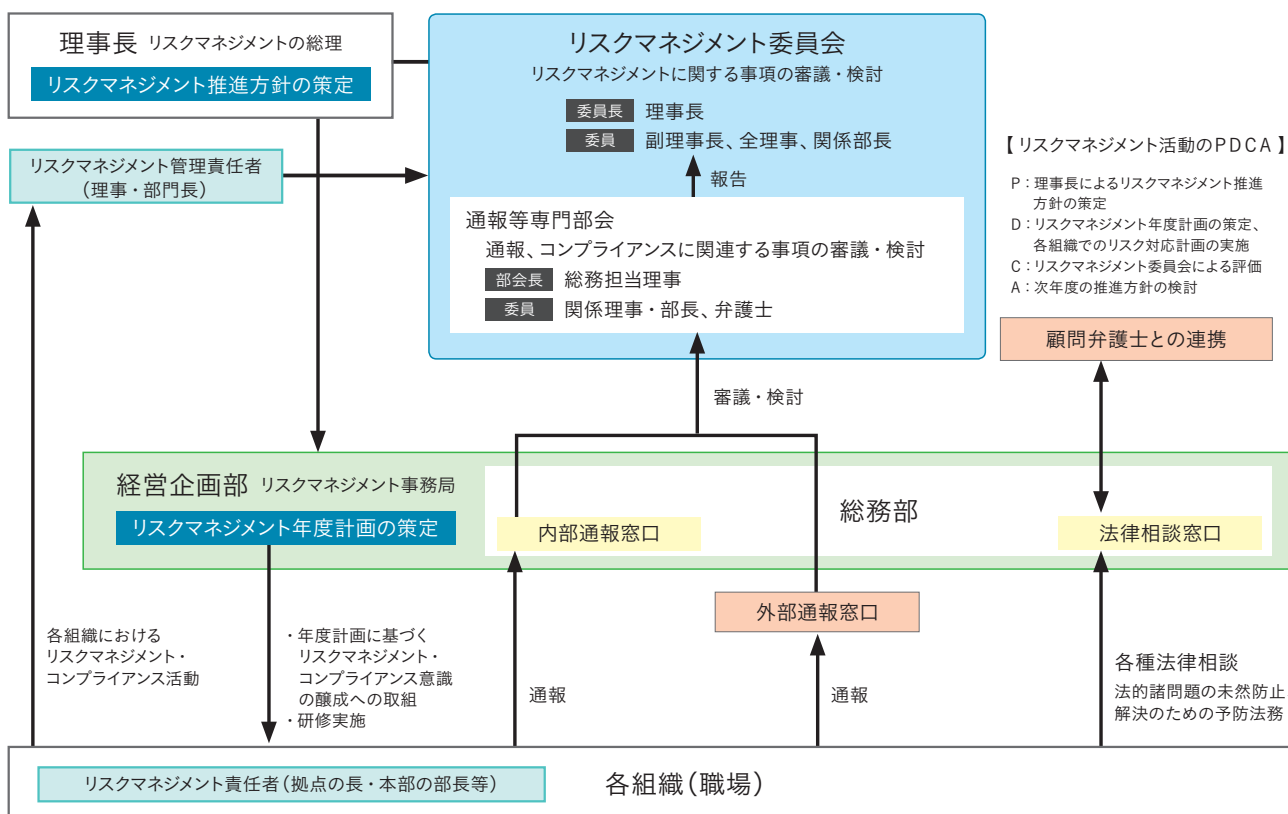 理事長 リスクマネジメントの総理
リスクマネジメント推進方針の策定
リスクマネジメント管理責任者
(理事・部門長)
リスクマネジメント委員会
リスクマネジメントに関する事項の審議・検討
委員長 理事長
委員 副理事長、全理事、関係部長
報告
通報等専門部会
通報、コンプライアンスに関連する事項の審議・検討
部会長 総務担当理事
委員 関係理事・部長、弁護士
【 リスクマネジメント活動のPDCA 】
P：理事長によるリスクマネジメント推進
方針の策定
D：リスクマネジメント年度計画の策定、
各組織でのリスク対応計画の実施
C：リスクマネジメント委員会による評価
A：次年度の推進方針の検討
顧問弁護士との連携
審議・検討
経営企画部 リスクマネジメント事務局
リスクマネジメント年度計画の策定
総務部
内部通報窓口
法律相談窓口
外部通報窓口
各組織における
リスクマネジメント・
コンプライアンス活動
・年度計画に基づく
リスクマネジメント・
コンプライアンス意識
の醸成への取組
・研修実施
通報
通報
各種法律相談
法的諸問題の未然防止
解決のための予防法務
リスクマネジメント責任者(拠点の長・本部の部長等)
各組織(職場)